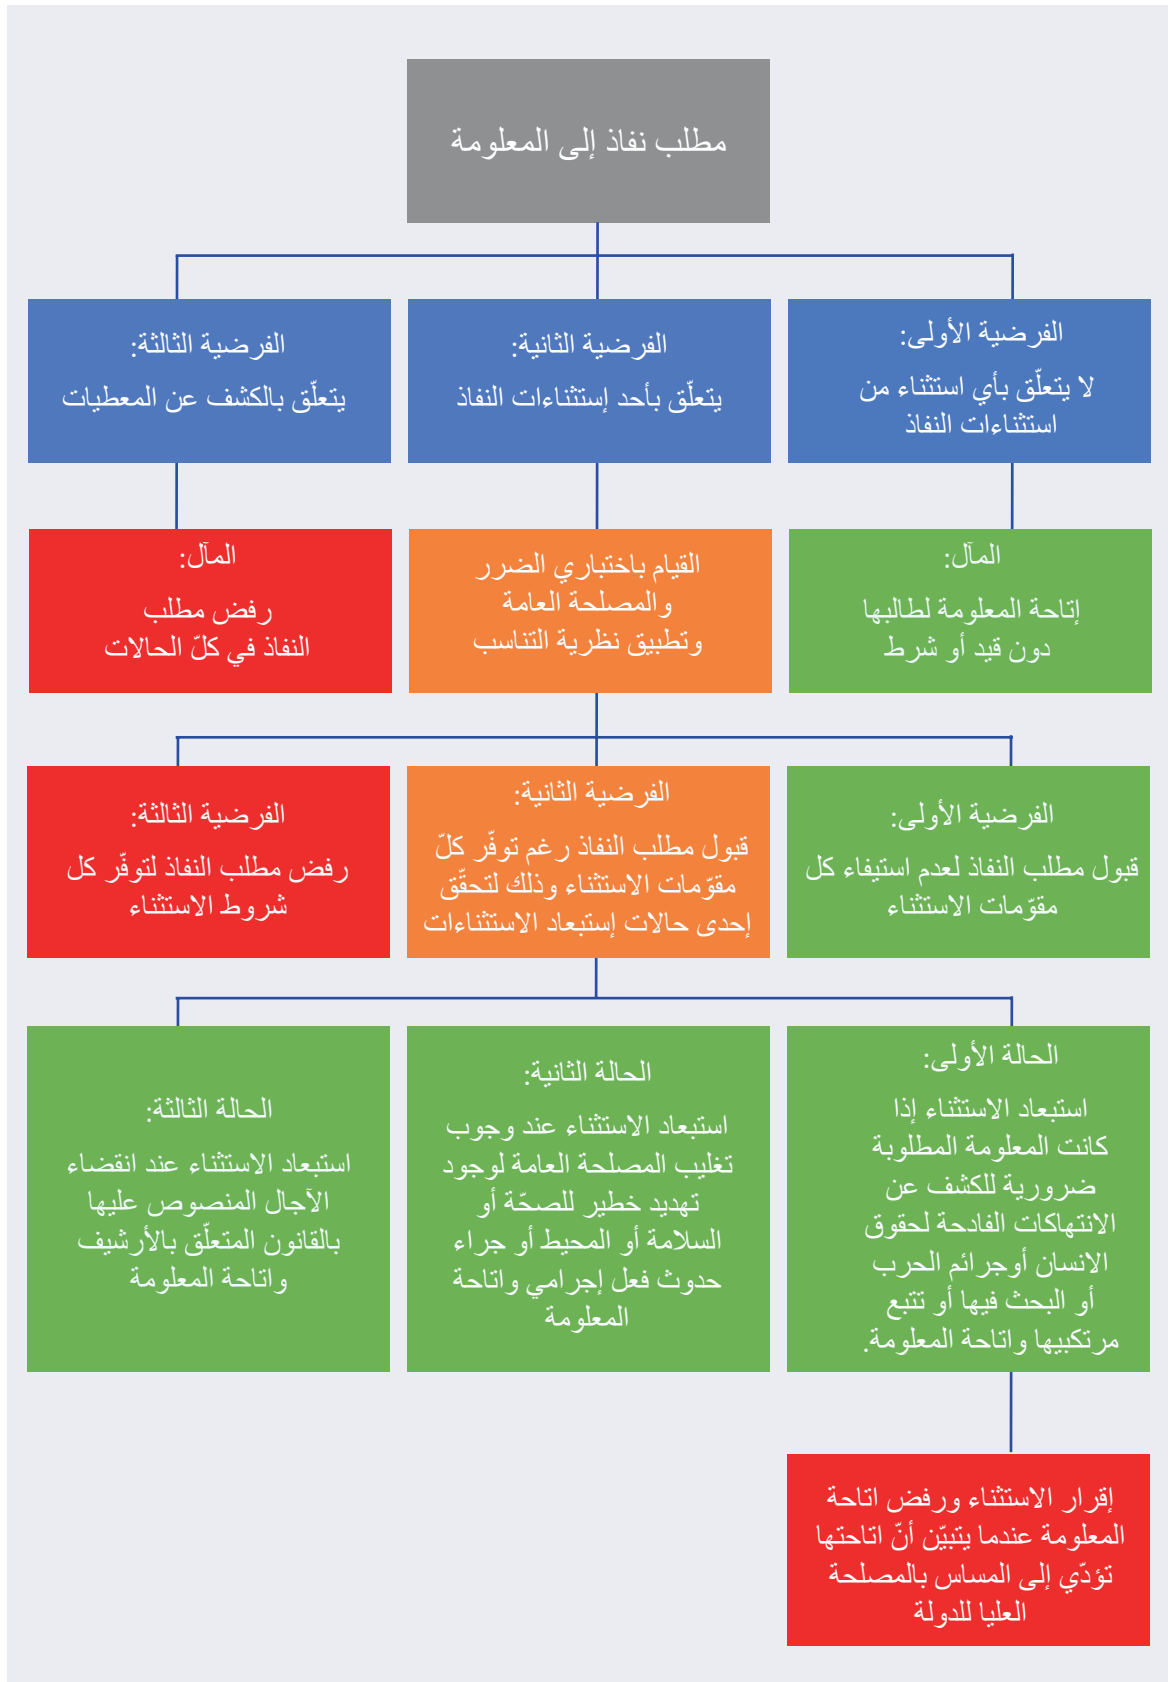 مطلب نفاذ إلى المعلومة
الفرضية الأولى:
لا يتعلّق بأي استثناء من
استثناءات النفاذ
الفرضية الثانية:
يتعلّق بأحد إستثناءات النفاذ
الفرضية الثالثة:
يتعلّق بالكشف عن المعطيات
المآل:
إتاحة المعلومة لطالبها
دون قيد أو شرط
القيام باختباري الضرر
والمصلحة العامة
وتطبيق نظرية التناسب
المآل:
رفض مطلب
النفاذ في كلّ الحالات
الفرضية الأولى:
قبول مطلب النفاذ لعدم استيفاء كل
مقوّمات الاستثناء
الفرضية الثانية:
قبول مطلب النفاذ رغم توفّر كلّ
مقوّمات الاستثناء وذلك لتحقّق
إحدى حالات إستبعاد الاستثناءات
الفرضية الثالثة:
رفض مطلب النفاذ لتوفّر كل
شروط الاستثناء
الحالة الأولى:
استبعاد الاستثناء إذا
كانت المعلومة المطلوبة
ضرورية للكشف عن
الانتهاكات الفادحة لحقوق
الانسان أوجرائم الحرب
أو البحث فيها أو تتبع
مرتكبيها واتاحة المعلومة.
الحالة الثانية:
استبعاد الاستثناء عند وجوب
تغليب المصلحة العامة لوجود
تهديد خطير للصحّة أو
السلامة أو المحيط أو جراء
حدوث فعل إجرامي واتاحة
المعلومة
الحالة الثالثة:
استبعاد الاستثناء عند انقضاء
الآجال المنصوص عليها
بالقانون المتعلّق بالأرشيف
واتاحة المعلومة
إقرار الاستثناء ورفض اتاحة
المعلومة عندما يتبيّن أنّ اتاحتها
تؤدّي إلى المساس بالمصلحة
العليا للدولة